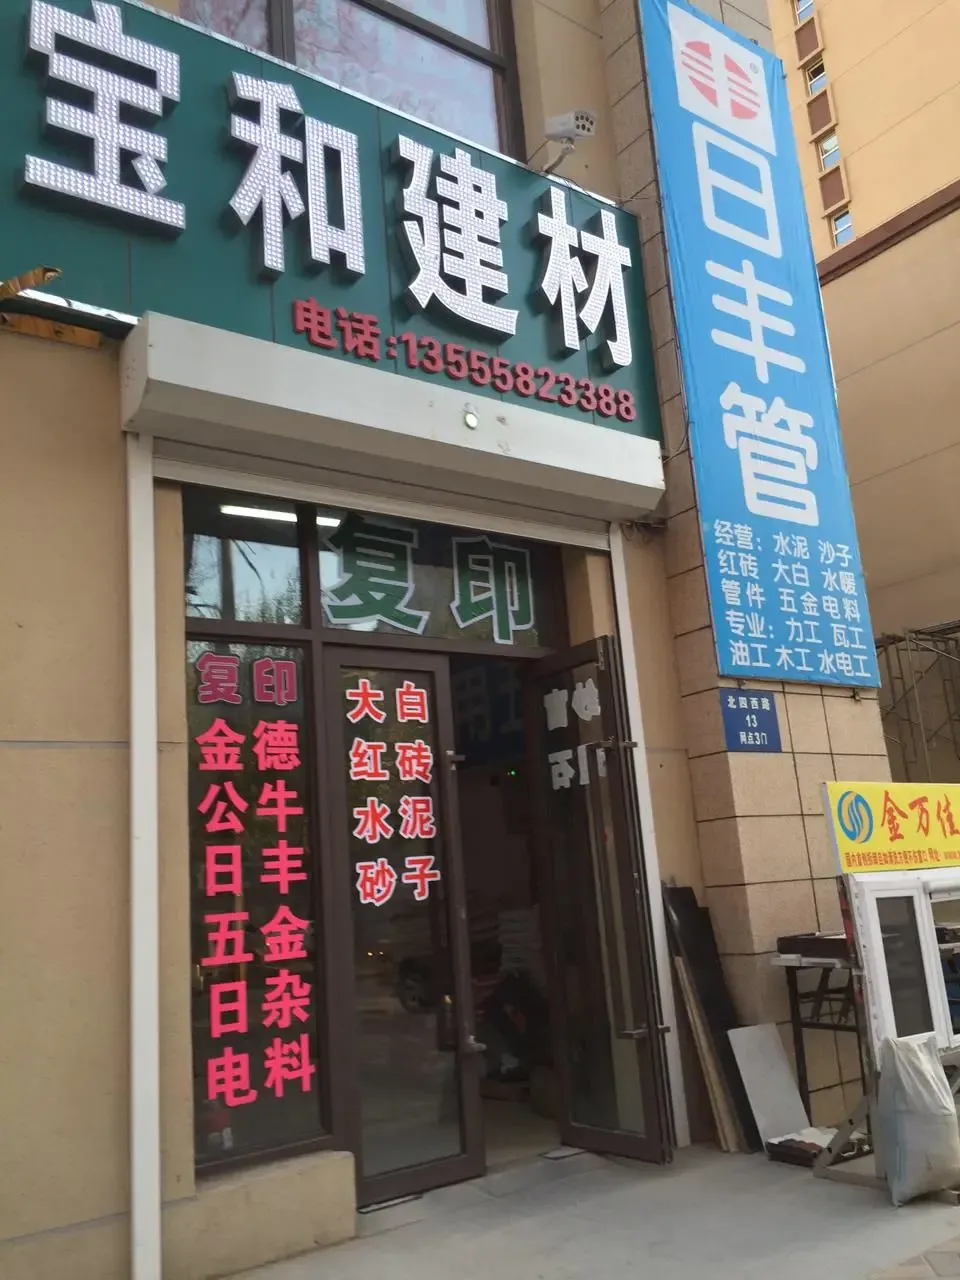 宝和建材
电话:13555823388
日丰管
经营：水泥 沙子
红砖 大白 水暖
管件 五金电料
专业：力工 瓦工
油工 木工 水电工
复印
复印
金德
公牛
日丰
五金
日杂
电料
大白
红砖
水泥
砂子
北四西路
13
网点3门
金万佳